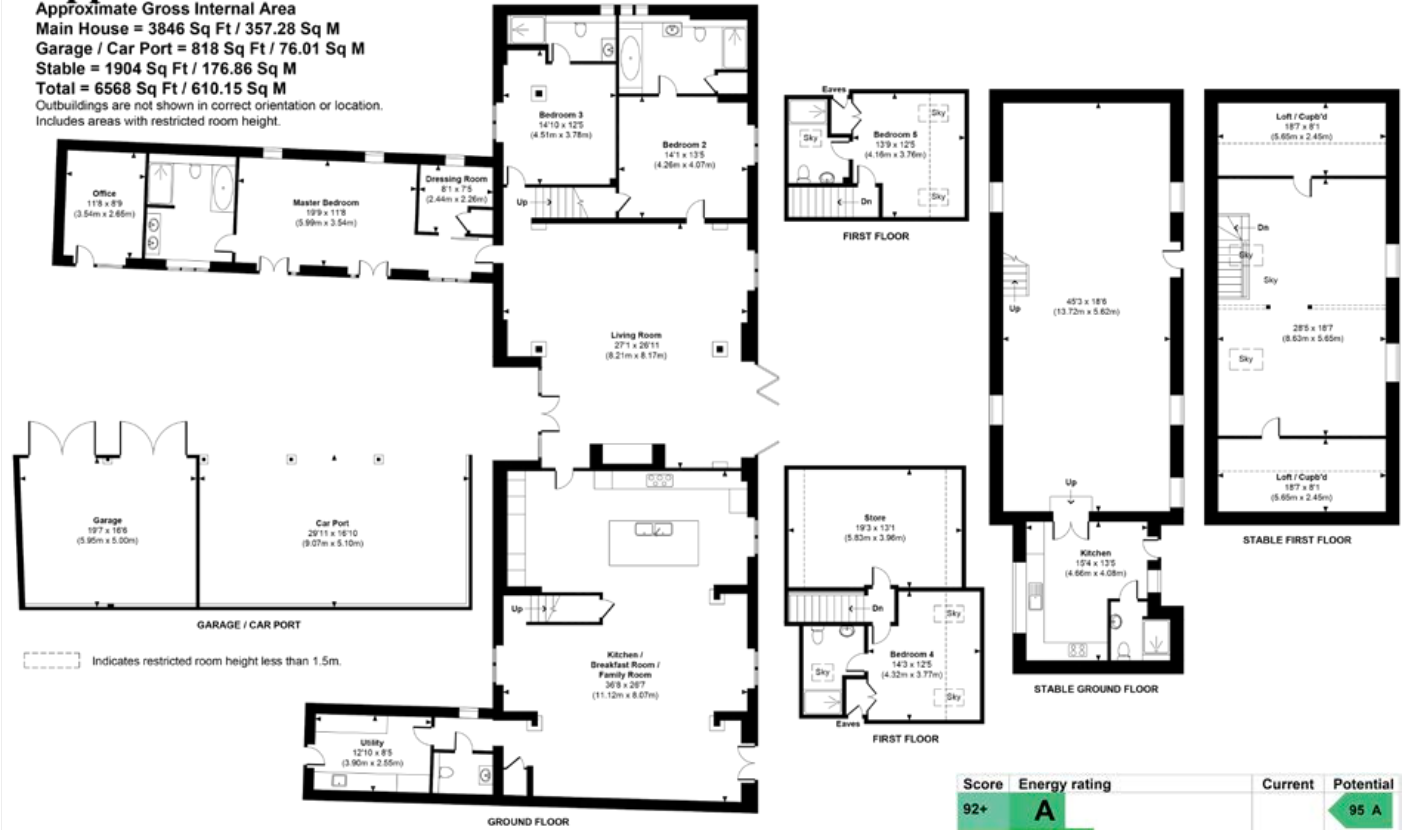 Approximate Gross Internal Area
Main House = 3846 Sq Ft / 357.28 Sq M
Garage / Car Port = 818 Sq Ft / 76.01 Sq M
Stable = 1904 Sq Ft / 176.86 Sq M
Total = 6568 Sq Ft / 610.15 Sq M
Outbuildings are not shown in correct orientation or location.
Includes areas with restricted room height.
Office
11'8 x 8'9
(3.54m x 2.65m)
Master Bedroom
19'9 x 11'8
(5.99m x 3.54m)
Dressing Room
8'1 x 7'5
(2.44m x 2.26m)
Bedroom 3
14'10 x 12'5
(4.51m x 3.78m)
Bedroom 2
14'1 x 13'5
(4.26m x 4.07m)
Up
Living Room
27'1 x 26'11
(8.21m x 8.17m)
Up
Kitchen /
Breakfast Room /
Family Room
36'8 x 26'7
(11.12m x 8.07m)
Utility
12'10 x 8'5
(3.90m x 2.55m)
GROUND FLOOR
Garage
19'7 x 16'6
(5.95m x 5.00m)
Car Port
29'11 x 16'10
(9.07m x 5.10m)
GARAGE / CAR PORT
Indicates restricted room height less than 1.5m.
Eaves
Sky
Bedroom 5
13'9 x 12'5
(4.16m x 3.76m)
Sky
Sky
Dn
FIRST FLOOR
Store
19'3 x 13'1
(5.83m x 3.96m)
Dn
Sky
Bedroom 4
14'3 x 12'5
(4.32m x 3.77m)
Sky
Sky
Eaves
FIRST FLOOR
45'3 x 18'6
(13.72m x 5.62m)
Up
Up
Kitchen
15'4 x 13'5
(4.66m x 4.08m)
STABLE GROUND FLOOR
Loft / Cupb'd
18'7 x 8'1
(5.65m x 2.45m)
Dn
Sky
Sky
28'5 x 18'7
(8.63m x 5.65m)
Sky
Loft / Cupb'd
18'7 x 8'1
(5.65m x 2.45m)
STABLE FIRST FLOOR
Score Energy rating Current Potential
92+ A 95 A